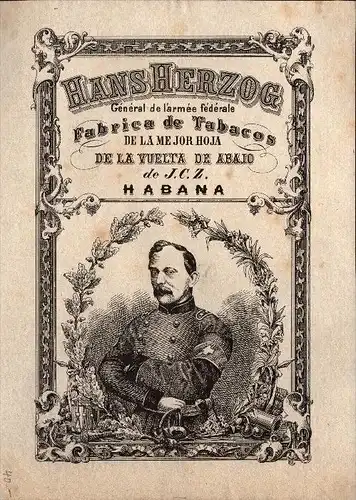 HANS HERZOG
Général de l'armée fédérale
Fabrica de Tabacos
DE LA MEJOR HOJA
DE LA VUELTA DE ABAJO
de J.C.Z.
HABANA
40